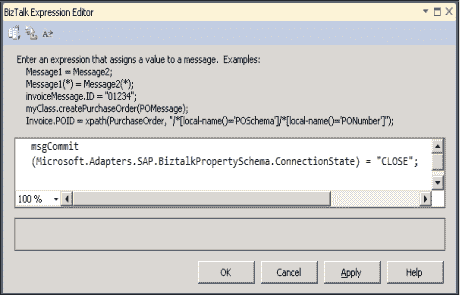 BizTalk Expression Editor
Enter an expression that assigns a value to a message. Examples:
Message1 = Message2;
Message1(*) = Message2(*);
invoiceMessage.ID = "01234";
myClass.createPurchaseOrder(POMessage);
Invoice.POID = xpath(PurchaseOrder, "/*[local-name()='POSchema']/*[local-name()='PONumber']");
msgCommit
(Microsoft.Adapters.SAP.BiztalkPropertySchema.ConnectionState) = "CLOSE";
100 %
OK Cancel Apply Help